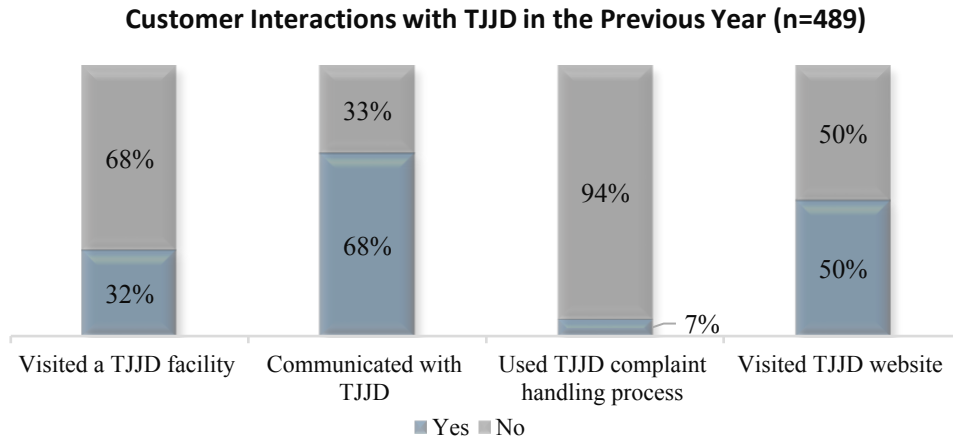 Customer Interactions with TJJD in the Previous Year (n=489)
68%
32%
33%
68%
94%
7%
50%
50%
Visited a TJJD facility
Communicated with
TJJD
Used TJJD complaint
handling process
Visited TJJD website
Yes No